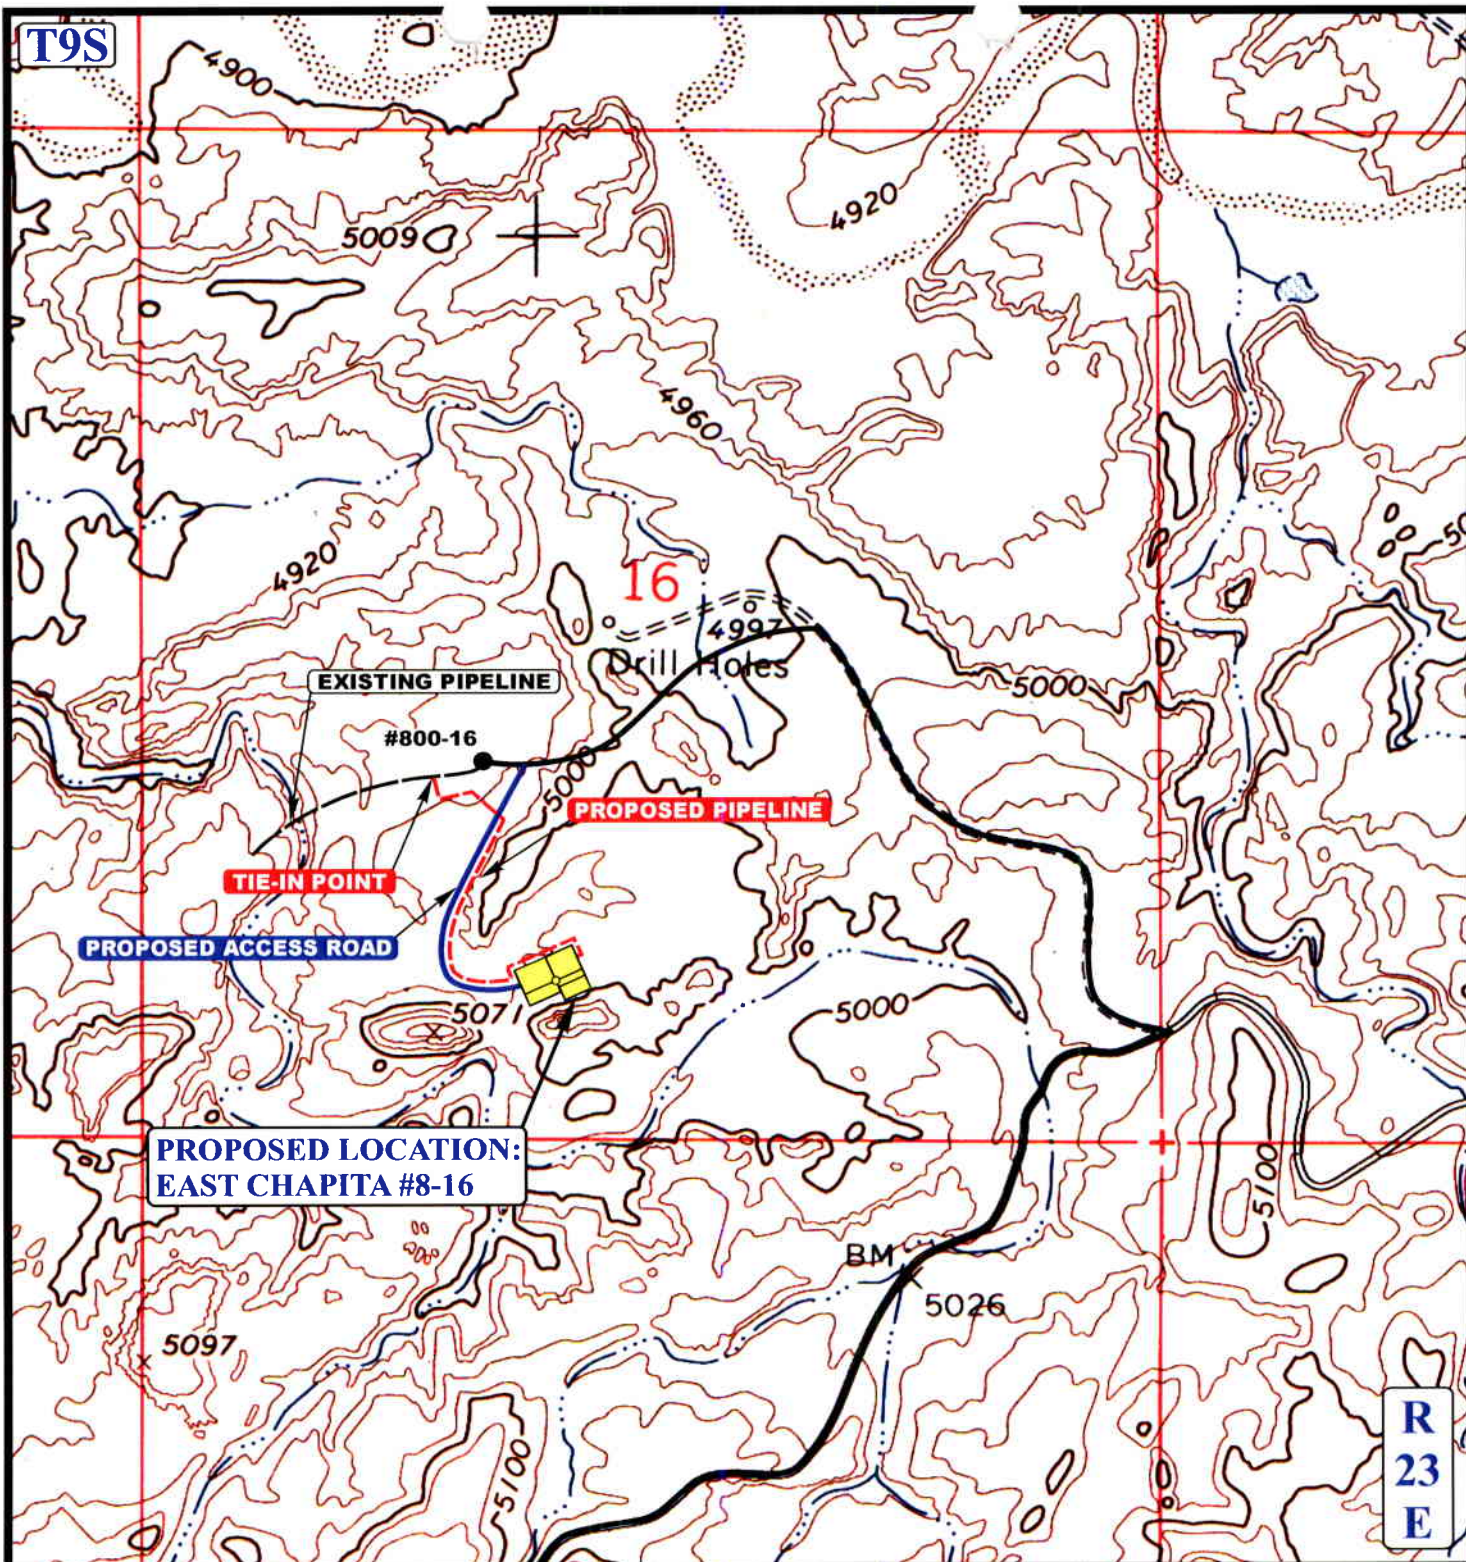 T9S
4900
5009
4920
4960
4920
16
4997
Drill Holes
EXISTING PIPELINE
5000
#800-16
5000
PROPOSED PIPELINE
TIE-IN POINT
PROPOSED ACCESS ROAD
5071
5000
PROPOSED LOCATION:
EAST CHAPITA #8-16
5100
BM
5026
5097
5100
R
23
E